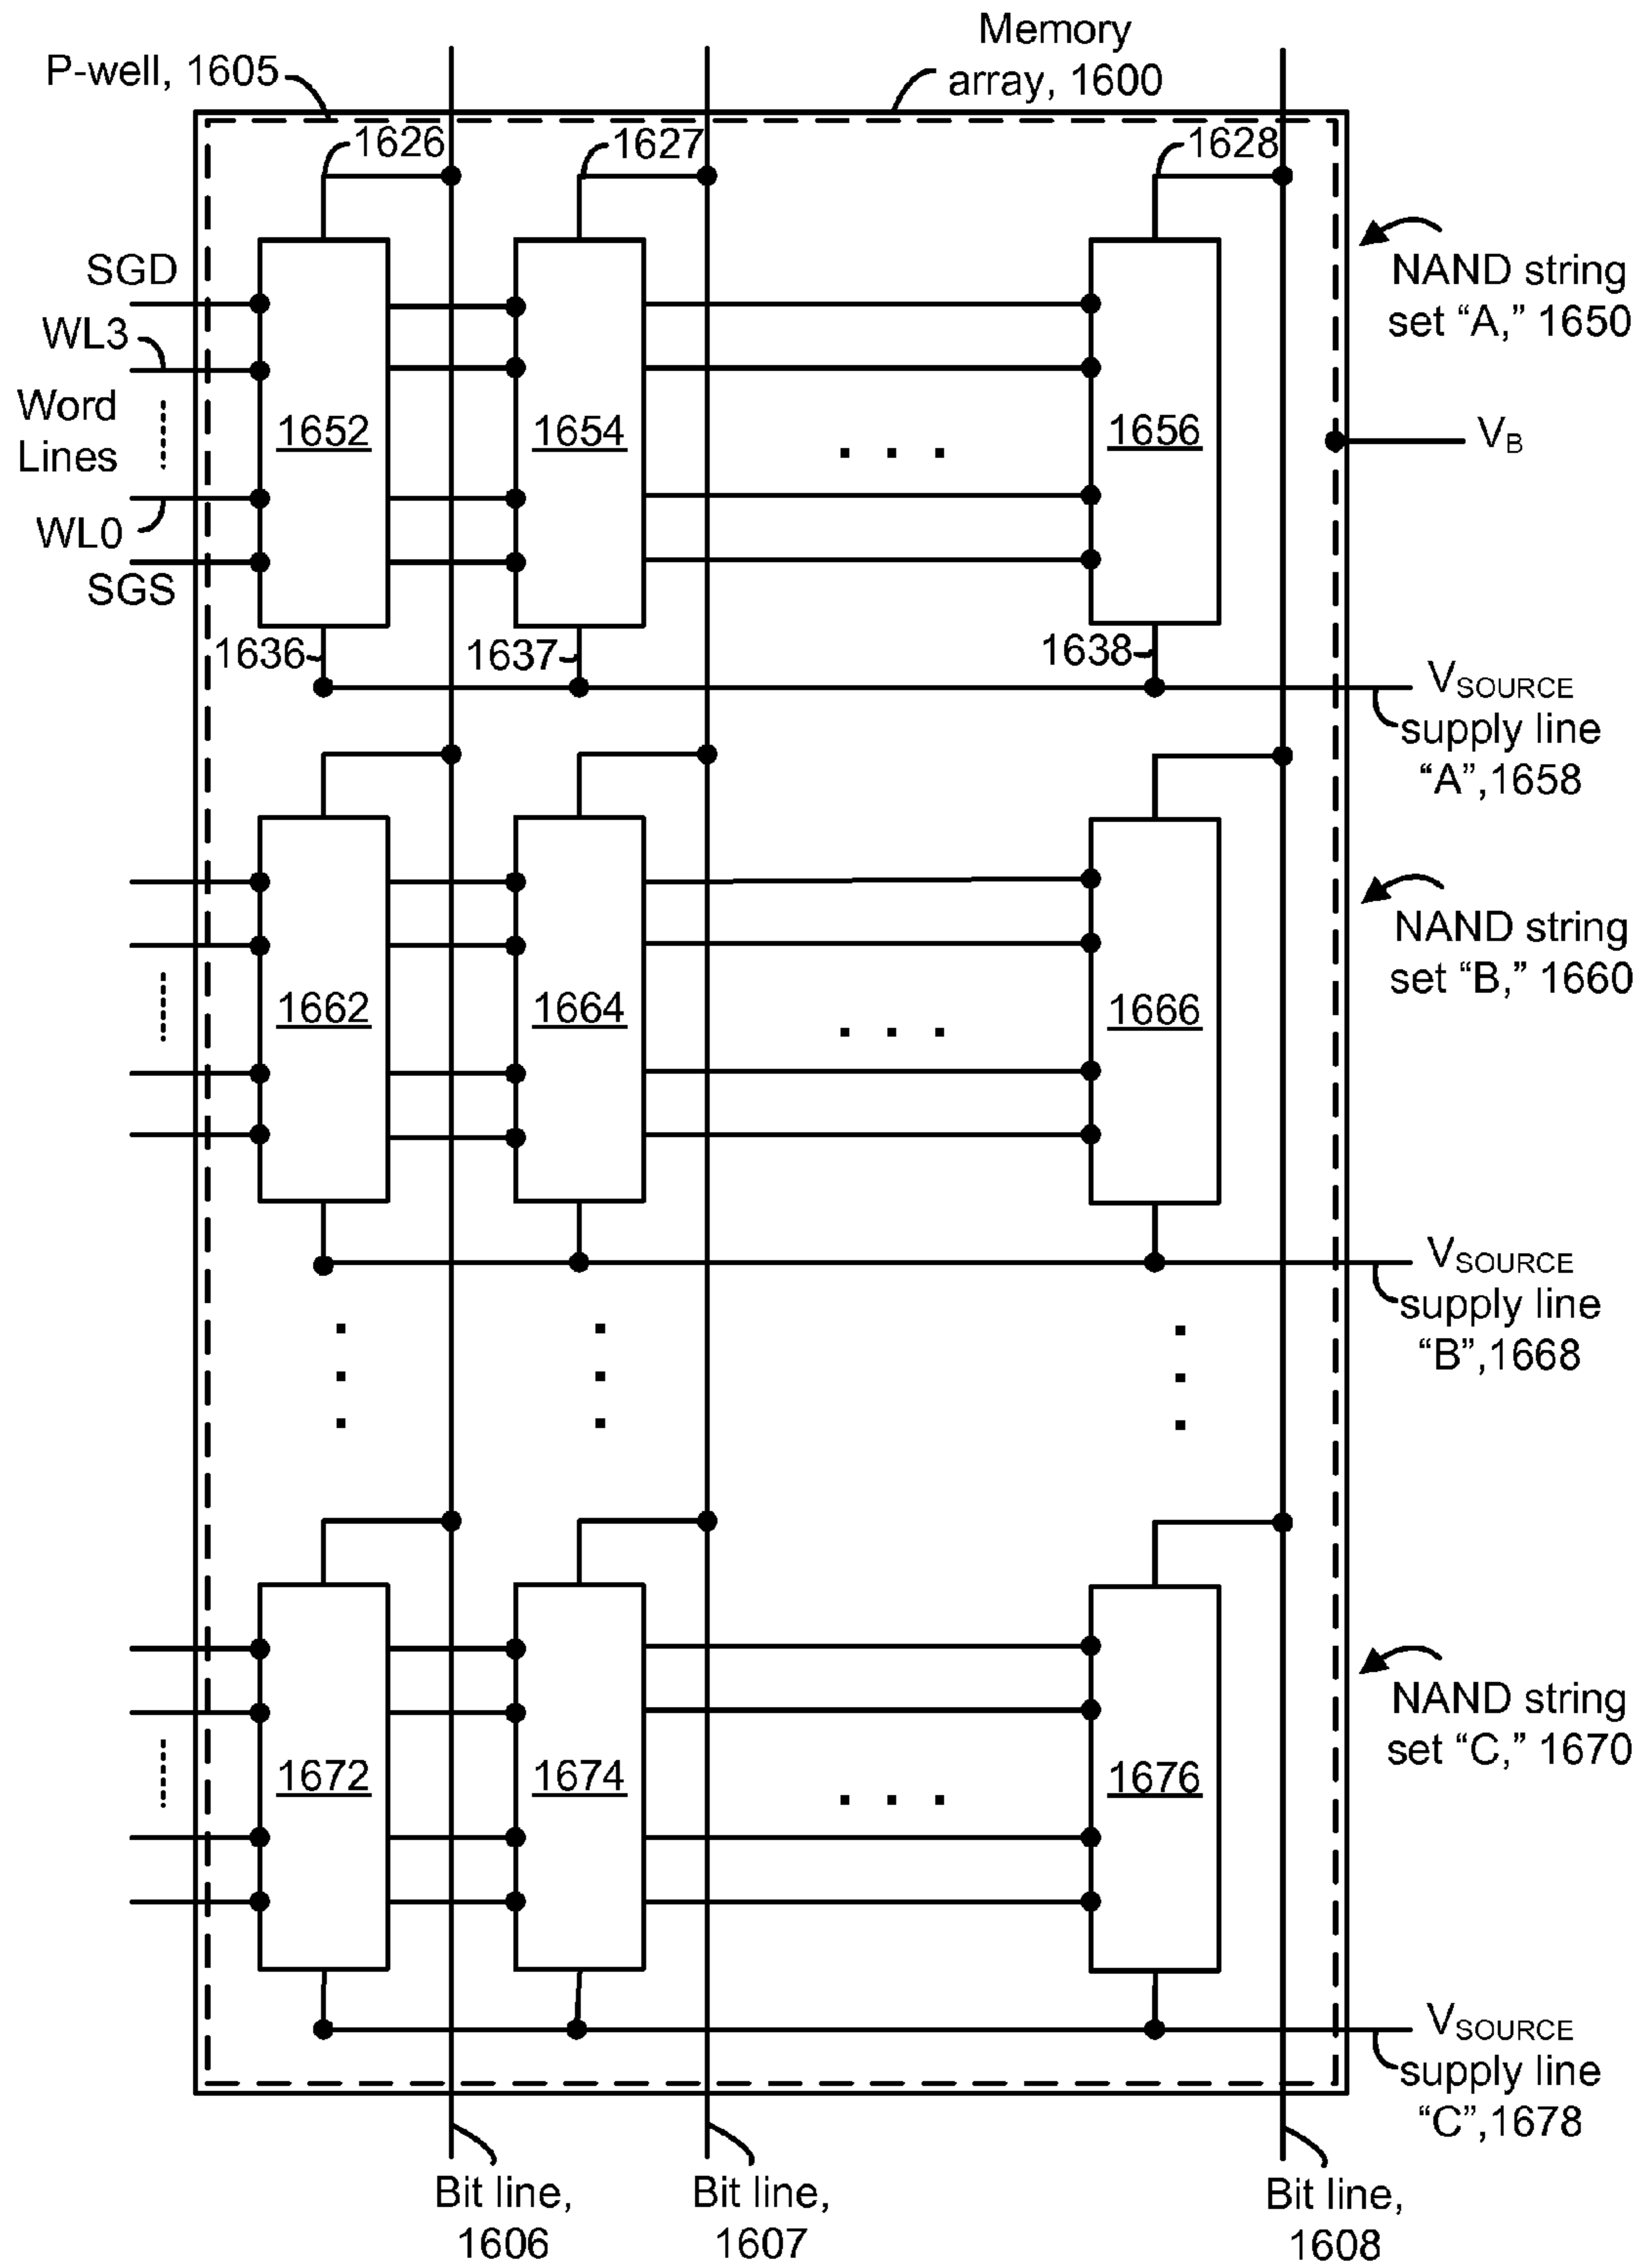 Memory
array, 1600
P-well, 1605
1626
1627
1628
SGD
WL3
Word
Lines
WL0
SGS
1652
1654
1656
. . .
NAND string
set “A,” 1650
VB
1636
1637
1638
VSOURCE
supply line
“A”,1658
1662
1664
1666
. . .
NAND string
set “B,” 1660
VSOURCE
supply line
“B”,1668
1672
1674
1676
. . .
NAND string
set “C,” 1670
VSOURCE
supply line
“C”,1678
Bit line,
1606
Bit line,
1607
Bit line,
1608